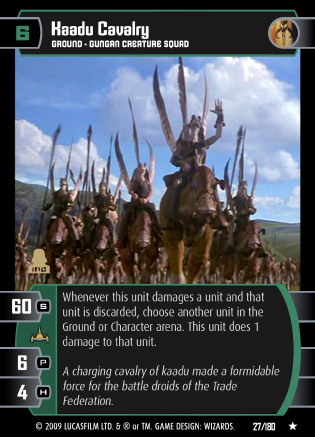 6
Kaadu Cavalry
GROUND - GUNGAN CREATURE SQUAD
60 S
6 P
4 H
Whenever this unit damages a unit and that
unit is discarded, choose another unit in the
Ground or Character arena. This unit does 1
damage to that unit.
A charging cavalry of kaadu made a formidable
force for the battle droids of the Trade
Federation.
© 2009 LUCASFILM LTD. & ® or TM. GAME DESIGN: WIZARDS. 27/180